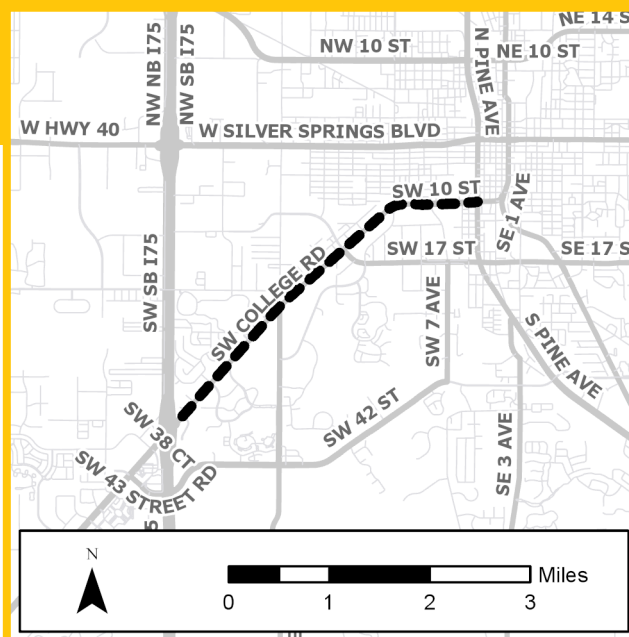 NE 14 S
NW 10 ST
NE 10 ST
N PINE AVE
NW NB I75
NW SB I75
W HWY 40
W SILVER SPRINGS BLVD
SW 10 ST
SE 1 AVE
SW 17 ST
SE 17 S
SW SB I75
SW COLLEGE RD
SW 7 AVE
S PINE AVE
SW 42 ST
SW 38 CT
SW 43 STREET RD
SE 3 AVE
N
Miles
0 1 2 3